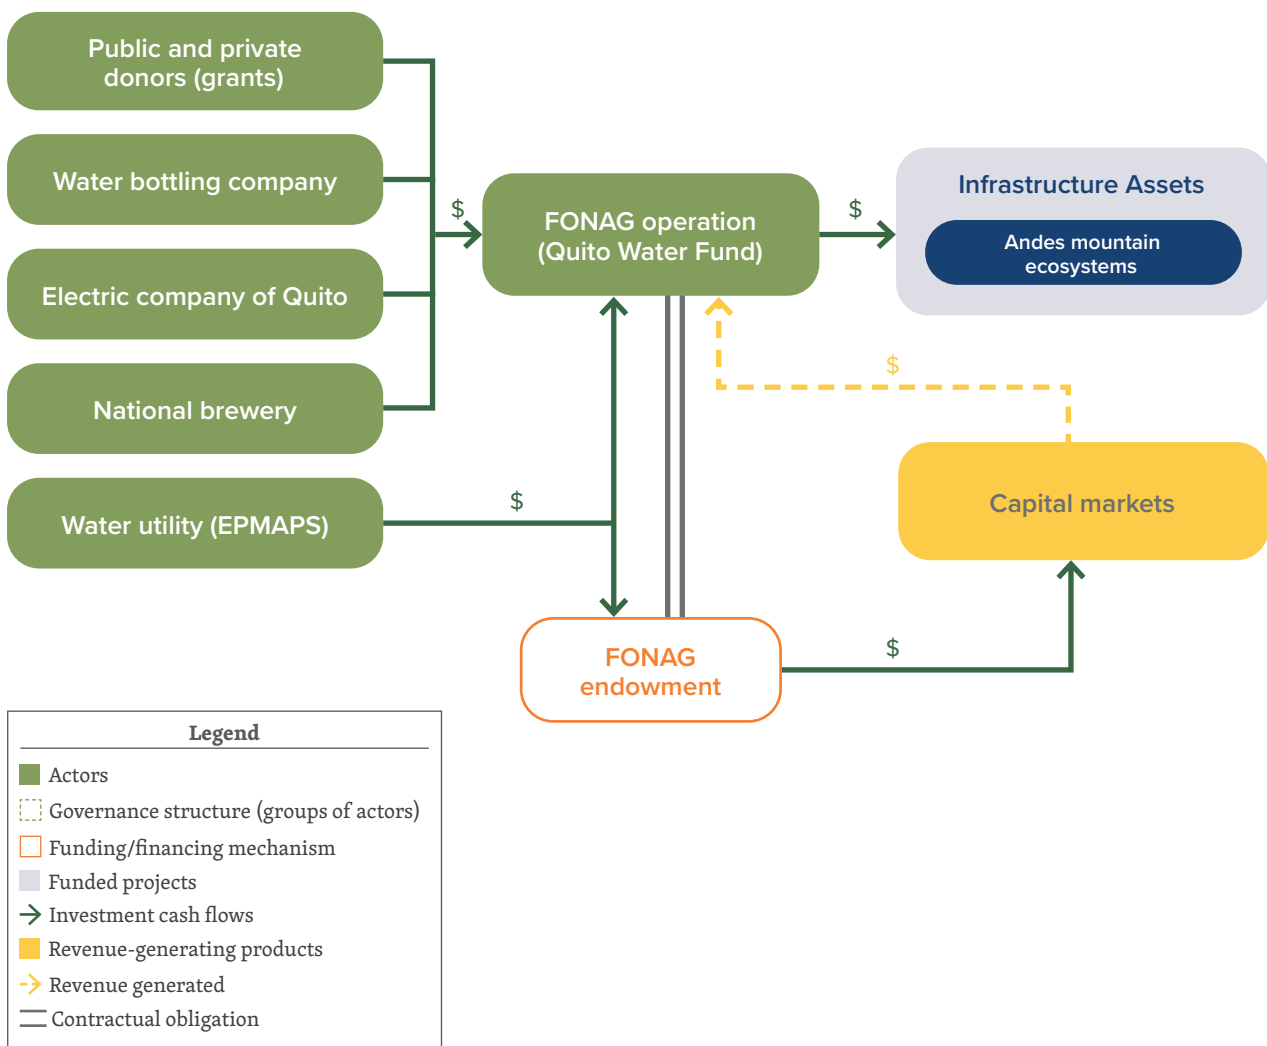 Public and private
donors (grants)
Water bottling company
Electric company of Quito
National brewery
Water utility (EPMAPS)
$
$
FONAG operation
(Quito Water Fund)
$
Infrastructure Assets
Andes mountain
ecosystems
$
Capital markets
FONAG
endowment
$
Legend
Actors
Governance structure (groups of actors)
Funding/financing mechanism
Funded projects
Investment cash flows
Revenue-generating products
Revenue generated
Contractual obligation